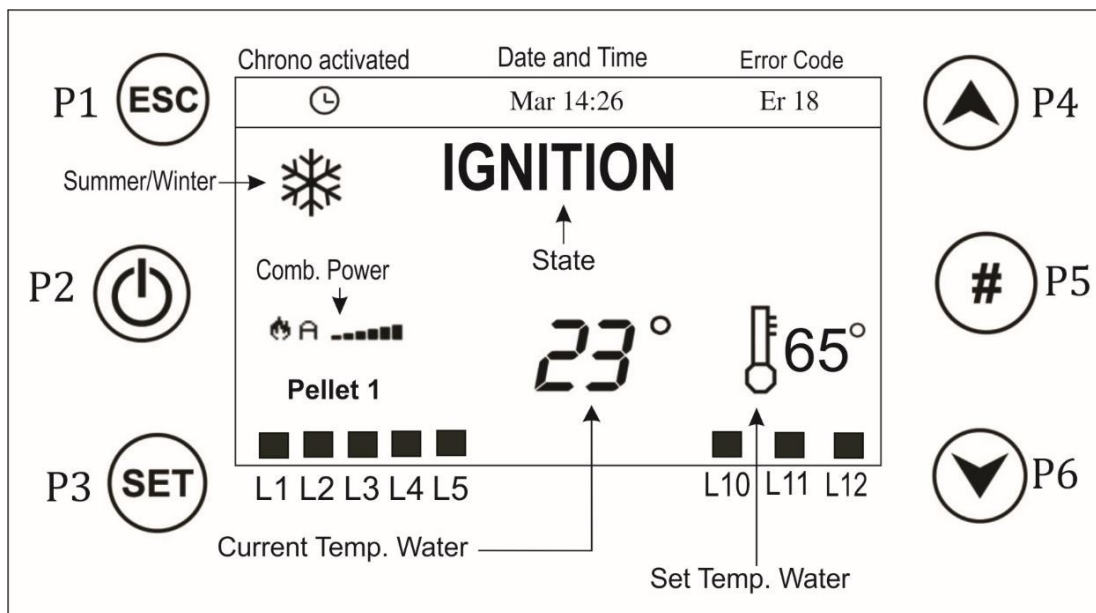 Chrono activated Date and Time Error Code
P1 ESC Mar 14:26 Er 18 P4
IGNITION
Summer/Winter
State
Comb. Power
P2 # P5
A 23° 65°
Pellet 1
P3 SET P6
L1 L2 L3 L4 L5 L10 L11 L12
Current Temp. Water
Set Temp. Water